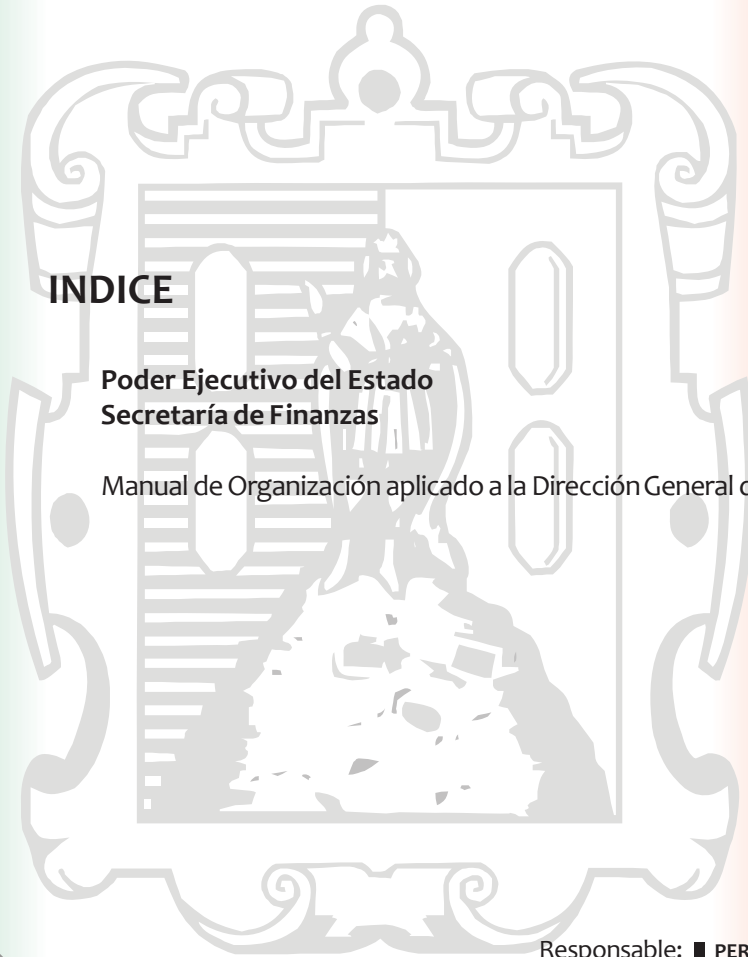 INDICE
Poder Ejecutivo del Estado
Secretaría de Finanzas
Manual de Organización aplicado a la Dirección General
Responsable: ■